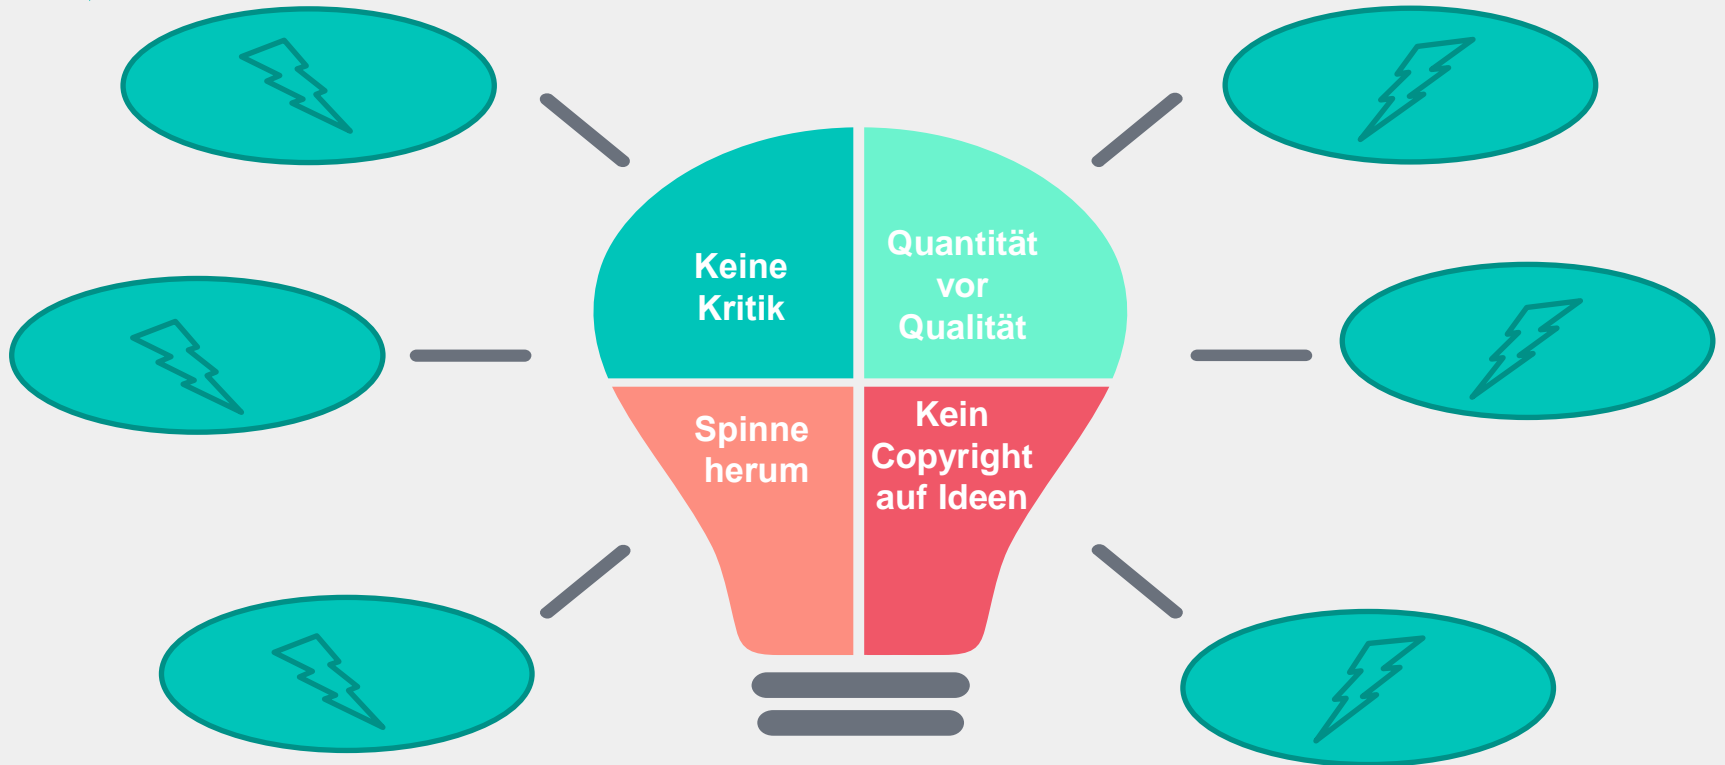 Keine
Kritik
Quantität
vor
Qualität
Spinne
herum
Kein
Copyright
auf Ideen